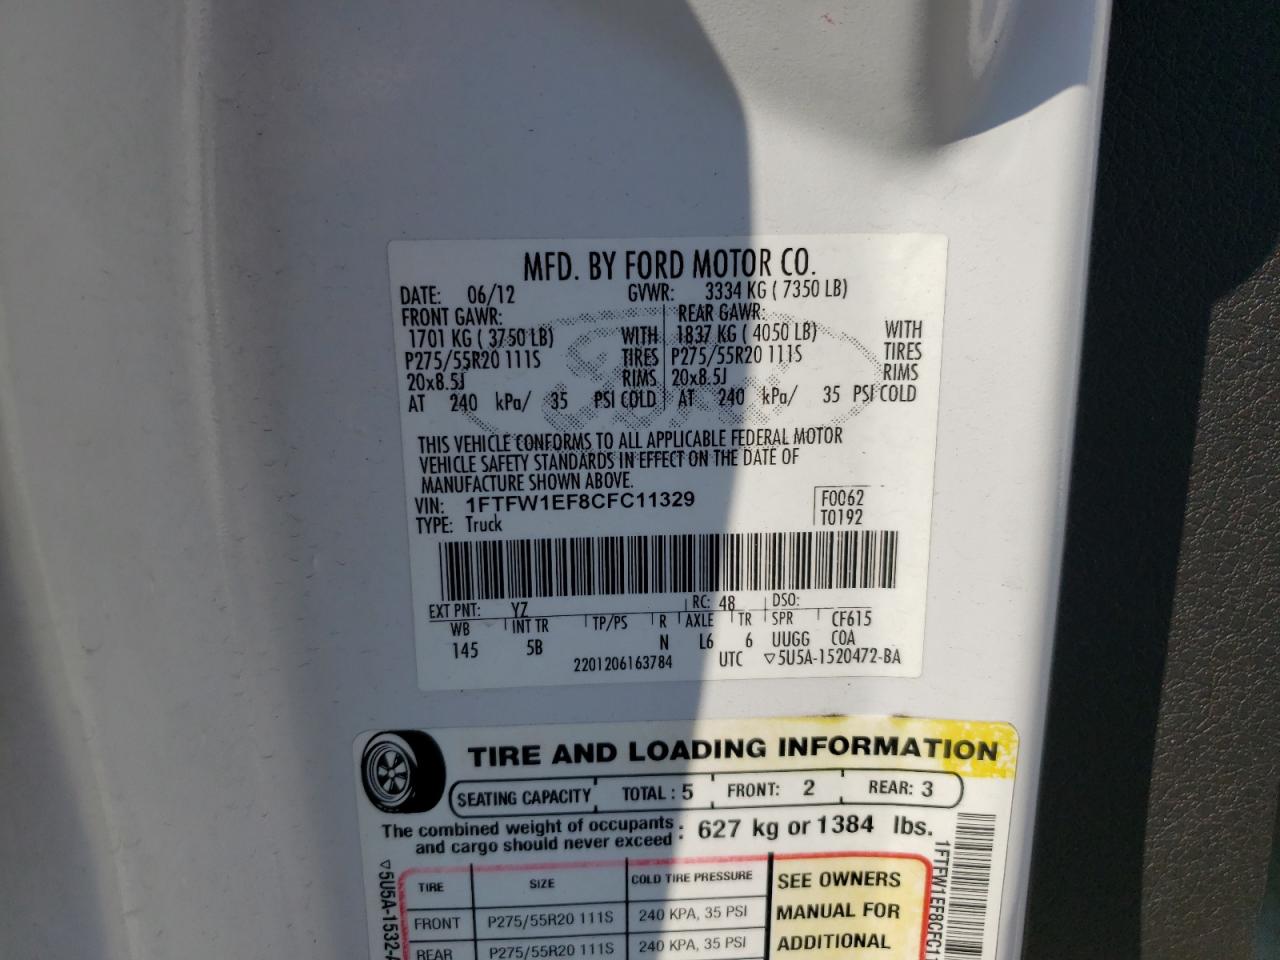 MFD. BY FORD MOTOR CO.
DATE: 06/12 GVWR: 3334 KG ( 7350 LB)
FRONT GAWR: REAR GAWR:
1701 KG ( 3750 LB) WITH 1837 KG ( 4050 LB) WITH
P275/55R20 111S TIRES P275/55R20 111S TIRES
20x8.5J RIMS 20x8.5J RIMS
AT 240 kPa/ 35 PSI COLD AT 240 kPa/ 35 PSI COLD
THIS VEHICLE CONFORMS TO ALL APPLICABLE FEDERAL MOTOR
VEHICLE SAFETY STANDARDS IN EFFECT ON THE DATE OF
MANUFACTURE SHOWN ABOVE.
VIN: 1FTFW1EF8CFC11329 F0062
TYPE: Truck T0192
EXT PNT: YZ RC: 48 DSO:
WB INT TR TP/PS R AXLE TR SPR CF615
145 5B N L6 6 UUGG COA
2201206163784 UTC ▽5U5A-1520472-BA
TIRE AND LOADING INFORMATION
SEATING CAPACITY TOTAL : 5 FRONT: 2 REAR: 3
The combined weight of occupants
and cargo should never exceed : 627 kg or 1384 lbs.
TIRE SIZE COLD TIRE PRESSURE SEE OWNERS
FRONT P275/55R20 111S 240 KPA, 35 PSI MANUAL FOR
REAR P275/55R20 111S 240 KPA, 35 PSI ADDITIONAL
▽5U5A-1532-
1FTFW1EF8CFC1